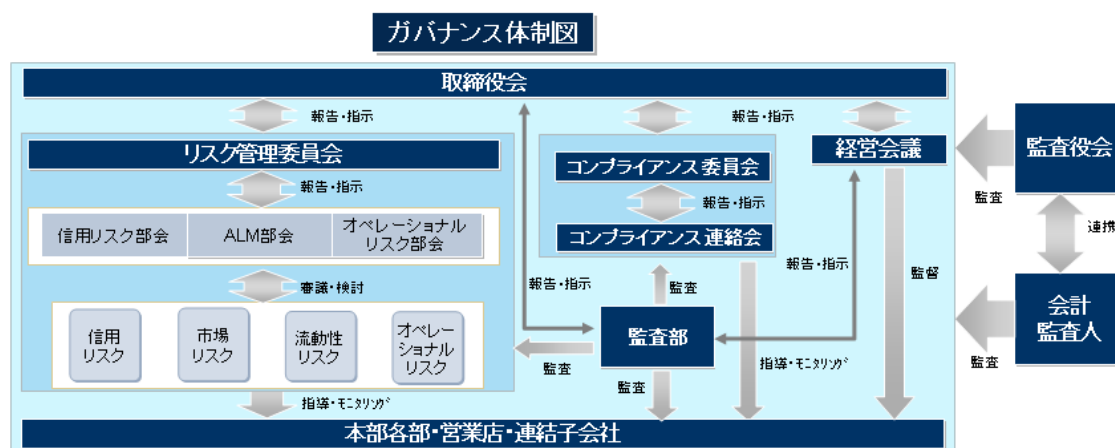 ガバナンス体制図
取締役会
報告・指示
報告・指示
リスク管理委員会
経営会議
監査役会
コンプライアンス委員会
報告・指示
報告・指示
監査
信用リスク部会
ALM部会
オペレーショナル
リスク部会
コンプライアンス連絡会
連携
報告・指示
報告・指示
監督
審議・検討
監査
信用
リスク
市場
リスク
流動性
リスク
オペレー
ショナル
リスク
監査部
会計
監査人
監査
監査
指導・モニタリング
監査
指導・モニタリング
本部各部・営業店・連結子会社